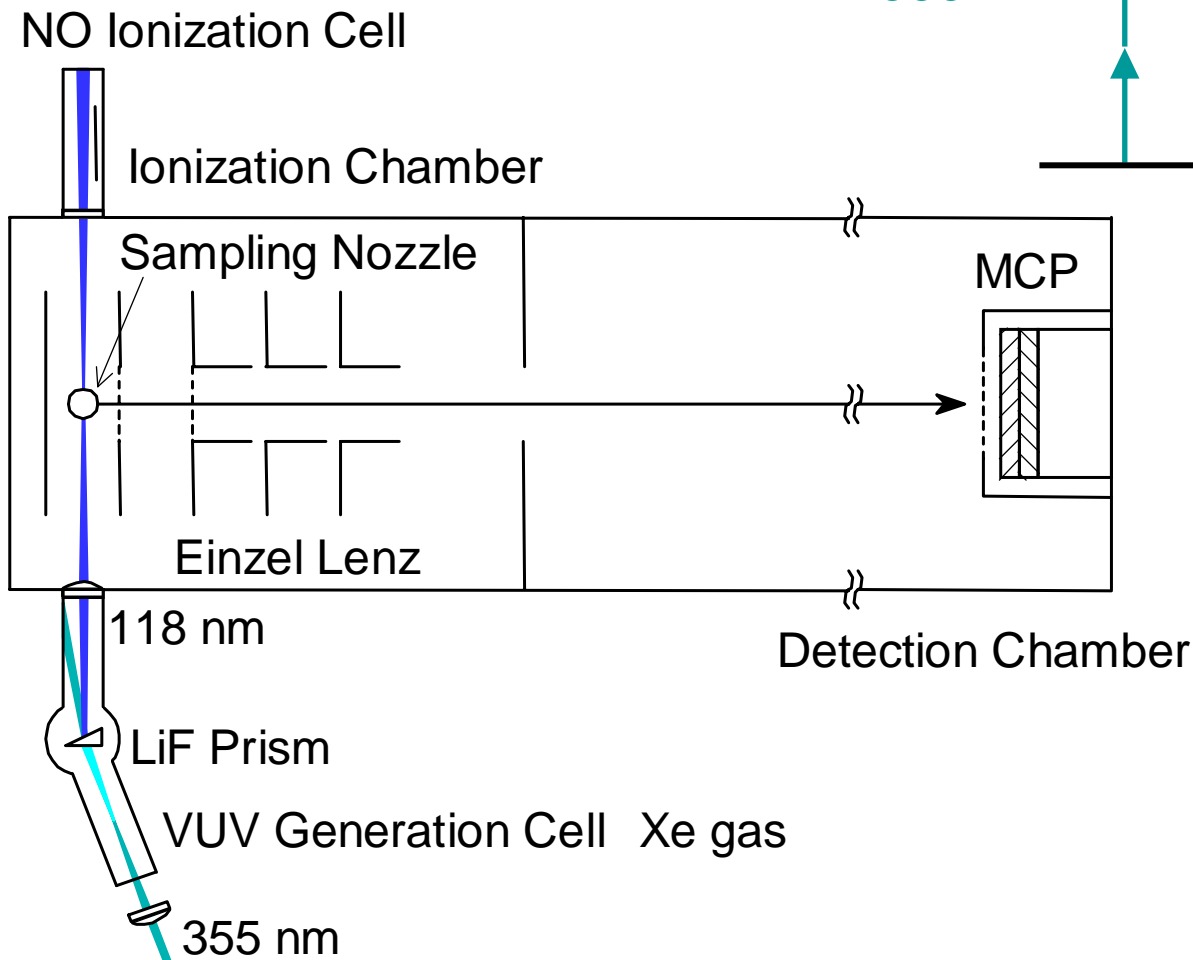 NO Ionization Cell
Ionization Chamber
Sampling Nozzle
MCP
Einzel Lenz
118 nm
Detection Chamber
LiF Prism
VUV Generation Cell Xe gas
355 nm